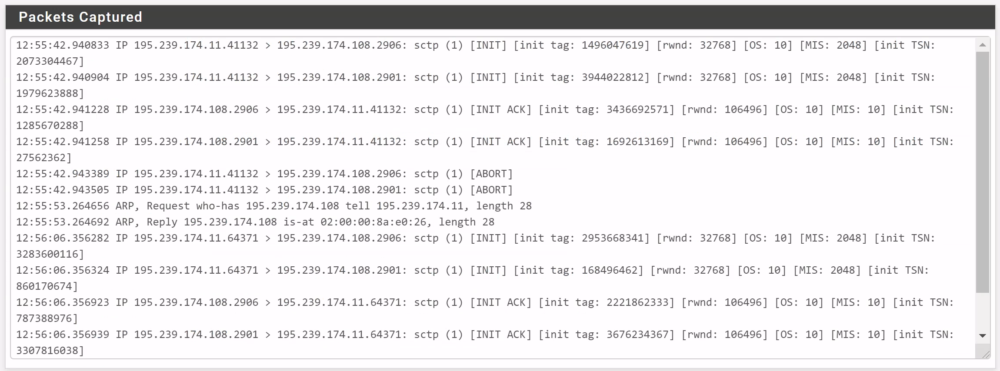 Packets Captured
12:55:42.940833 IP 195.239.174.11.41132 > 195.239.174.108.2906: sctp (1) [INIT] [init tag: 1496047619] [rwnd: 32768] [OS: 10] [MIS: 2048] [init TSN:
2073304467]
12:55:42.940904 IP 195.239.174.11.41132 > 195.239.174.108.2901: sctp (1) [INIT] [init tag: 3944022812] [rwnd: 32768] [OS: 10] [MIS: 2048] [init TSN:
1979623888]
12:55:42.941228 IP 195.239.174.108.2906 > 195.239.174.11.41132: sctp (1) [INIT ACK] [init tag: 3436692571] [rwnd: 106496] [OS: 10] [MIS: 10] [init TSN:
1285670288]
12:55:42.941258 IP 195.239.174.108.2901 > 195.239.174.11.41132: sctp (1) [INIT ACK] [init tag: 1692613169] [rwnd: 106496] [OS: 10] [MIS: 10] [init TSN:
27562362]
12:55:42.943389 IP 195.239.174.11.41132 > 195.239.174.108.2906: sctp (1) [ABORT]
12:55:42.943505 IP 195.239.174.11.41132 > 195.239.174.108.2901: sctp (1) [ABORT]
12:55:53.264656 ARP, Request who-has 195.239.174.108 tell 195.239.174.11, length 28
12:55:53.264692 ARP, Reply 195.239.174.108 is-at 02:00:00:8a:e0:26, length 28
12:56:06.356282 IP 195.239.174.11.64371 > 195.239.174.108.2906: sctp (1) [INIT] [init tag: 2953668341] [rwnd: 32768] [OS: 10] [MIS: 2048] [init TSN:
3283600116]
12:56:06.356324 IP 195.239.174.11.64371 > 195.239.174.108.2901: sctp (1) [INIT] [init tag: 168496462] [rwnd: 32768] [OS: 10] [MIS: 2048] [init TSN:
860170674]
12:56:06.356923 IP 195.239.174.108.2906 > 195.239.174.11.64371: sctp (1) [INIT ACK] [init tag: 2221862333] [rwnd: 106496] [OS: 10] [MIS: 10] [init TSN:
787388976]
12:56:06.356939 IP 195.239.174.108.2901 > 195.239.174.11.64371: sctp (1) [INIT ACK] [init tag: 3676234367] [rwnd: 106496] [OS: 10] [MIS: 10] [init TSN:
3307816038]